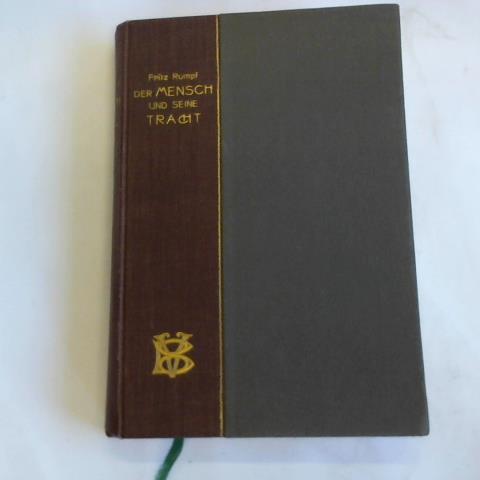 Fritz Rumpf
DER MENSCH
UND SEINE
TRACHT